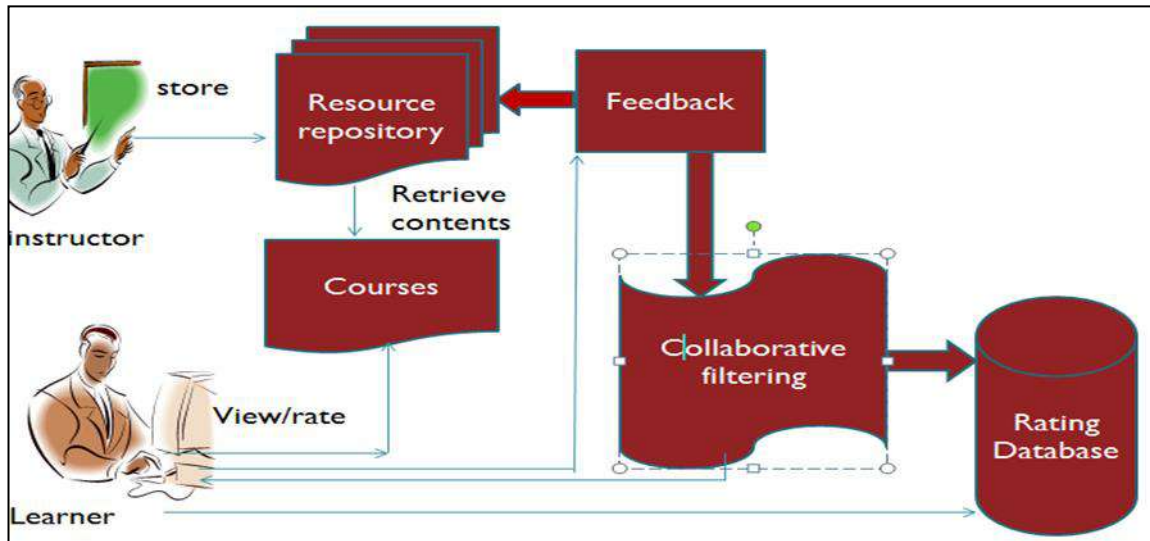 store
Resource
repository
Feedback
instructor
Retrieve
contents
Courses
Collaborative
filtering
View/rate
Rating
Database
Learner